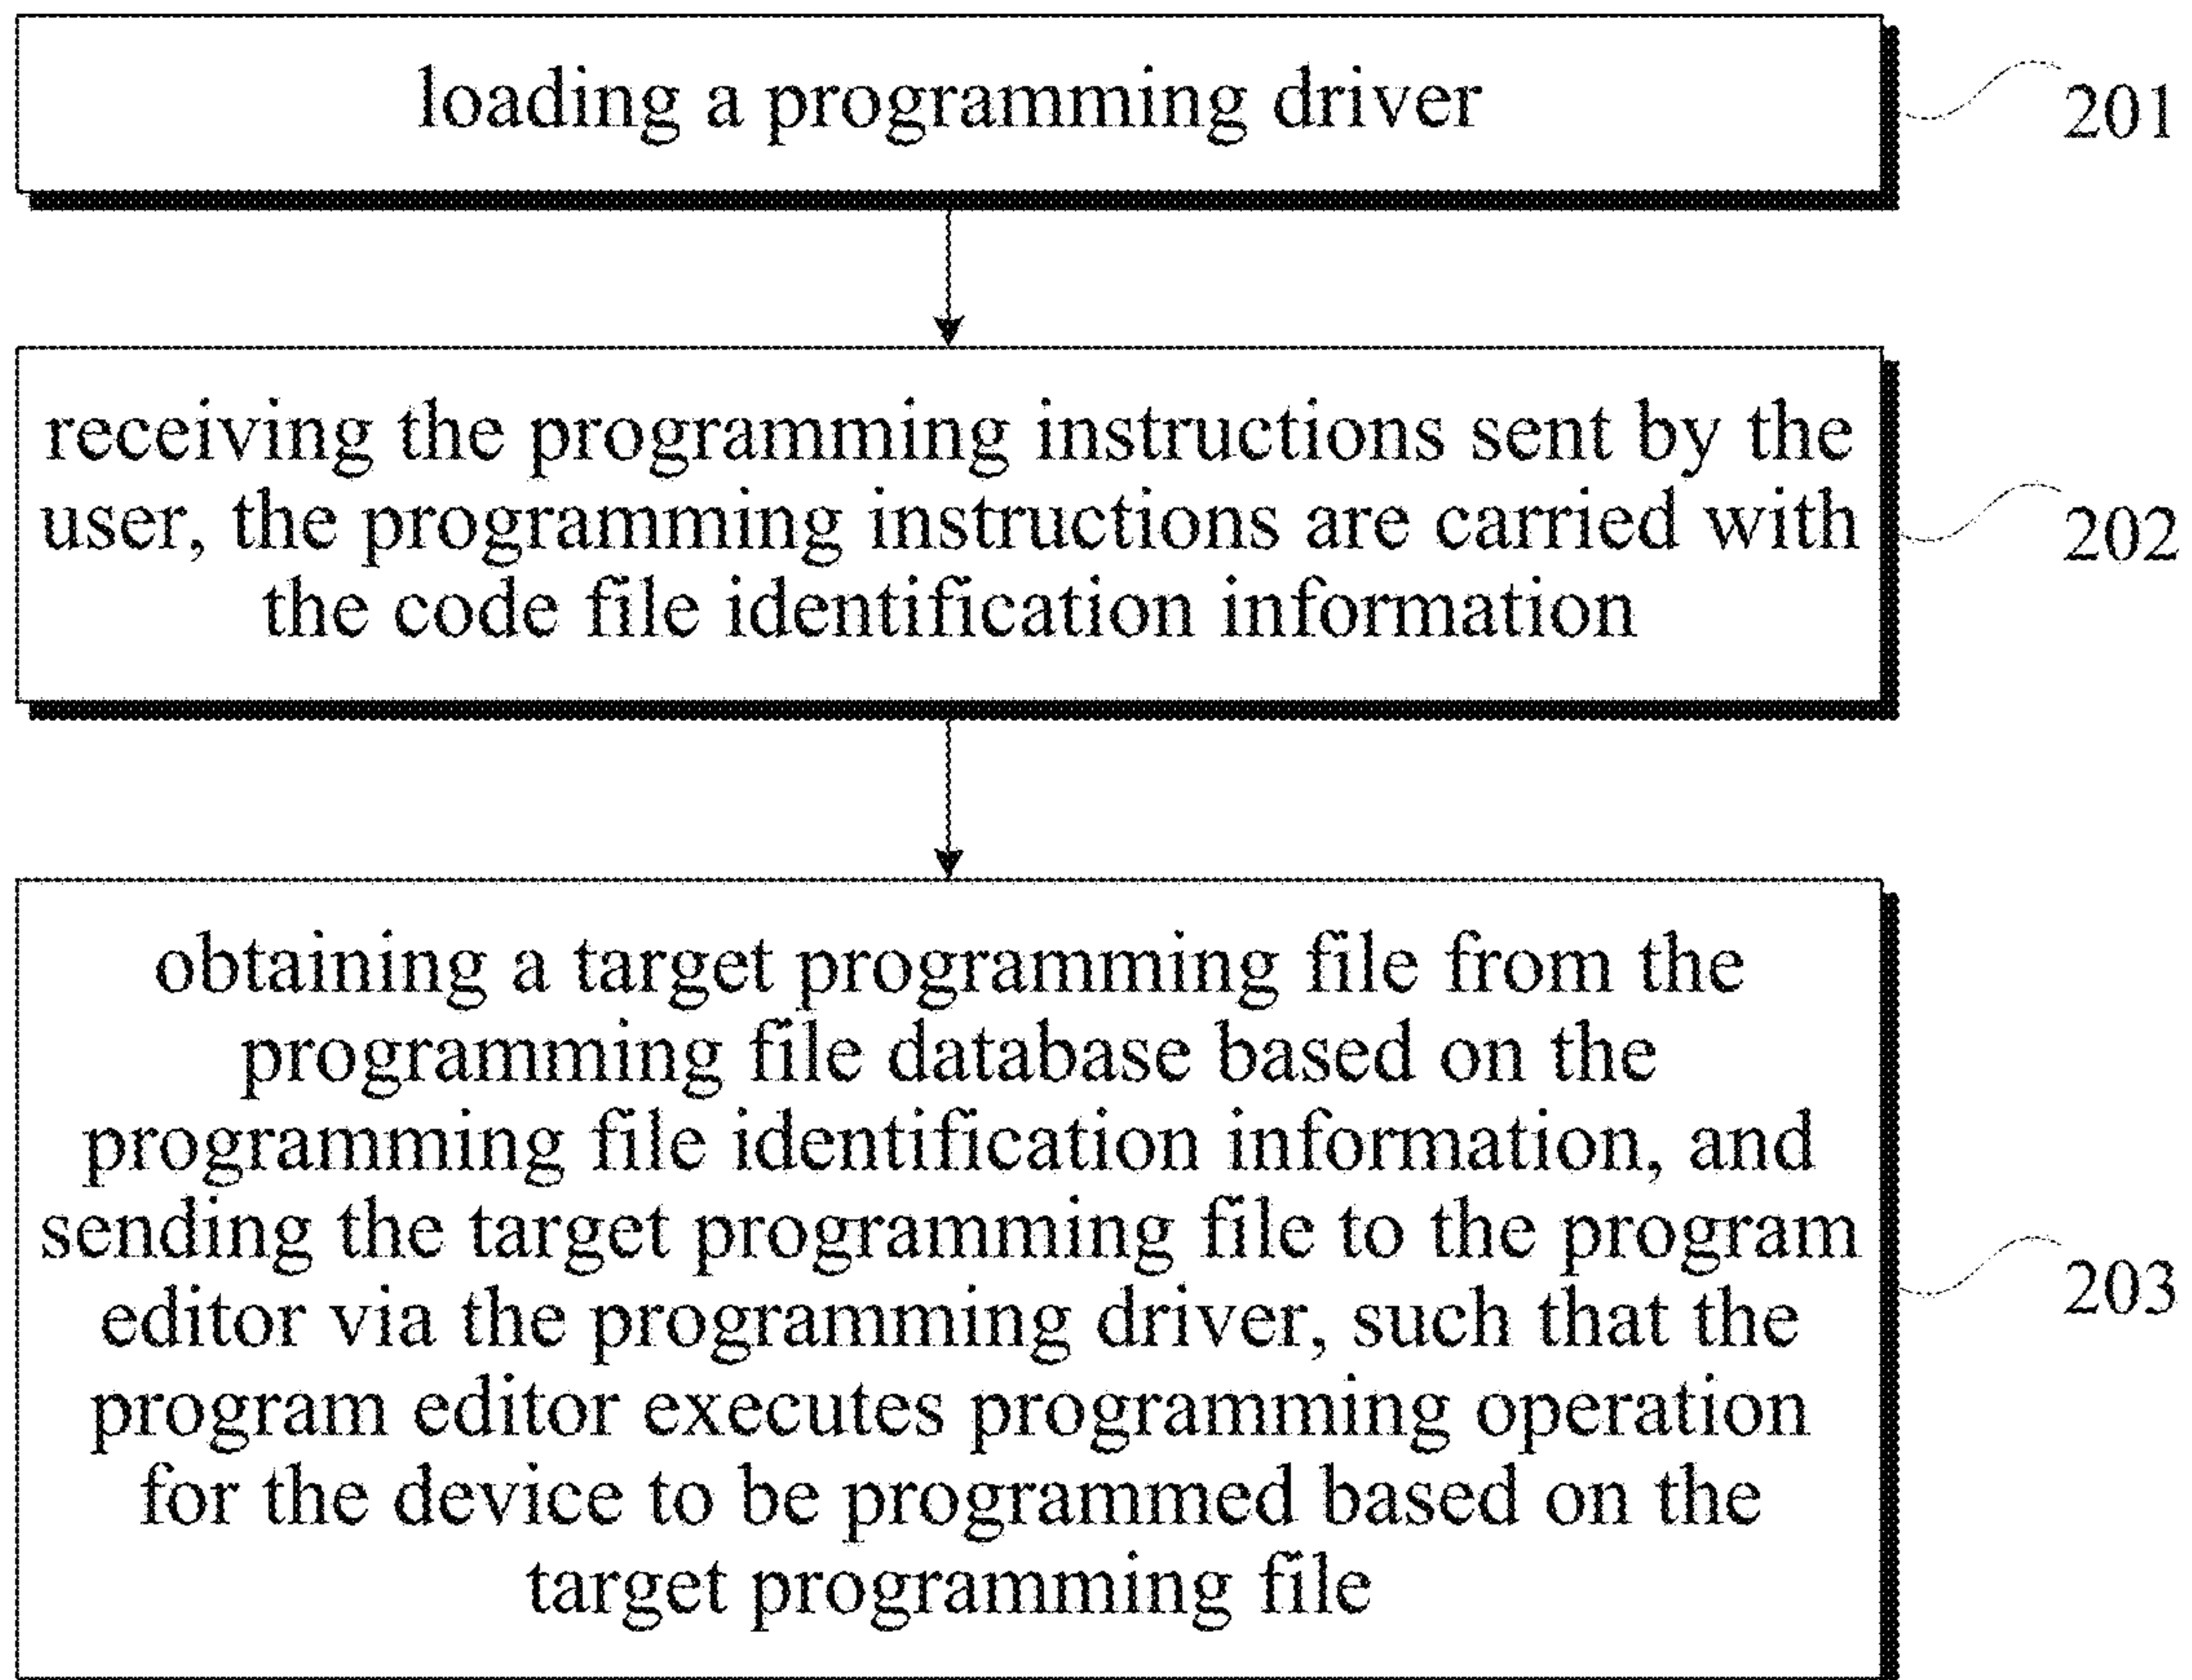 loading a programming driver
201
receiving the programming instructions sent by the
user, the programming instructions are carried with
the code file identification information
202
obtaining a target programming file from the
programming file database based on the
programming file identification information, and
sending the target programming file to the program
editor via the programming driver, such that the
program editor executes programming operation
for the device to be programmed based on the
target programming file
203